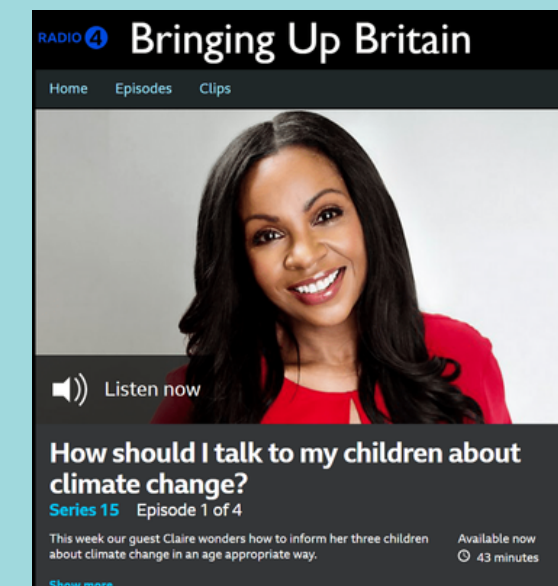 RADIO 4 Bringing Up Britain
Home Episodes Clips
Listen now
How should I talk to my children about
climate change?
Series 15 Episode 1 of 4
This week our guest Claire wonders how to inform her three children
about climate change in an age appropriate way.
Available now
43 minutes
Show more